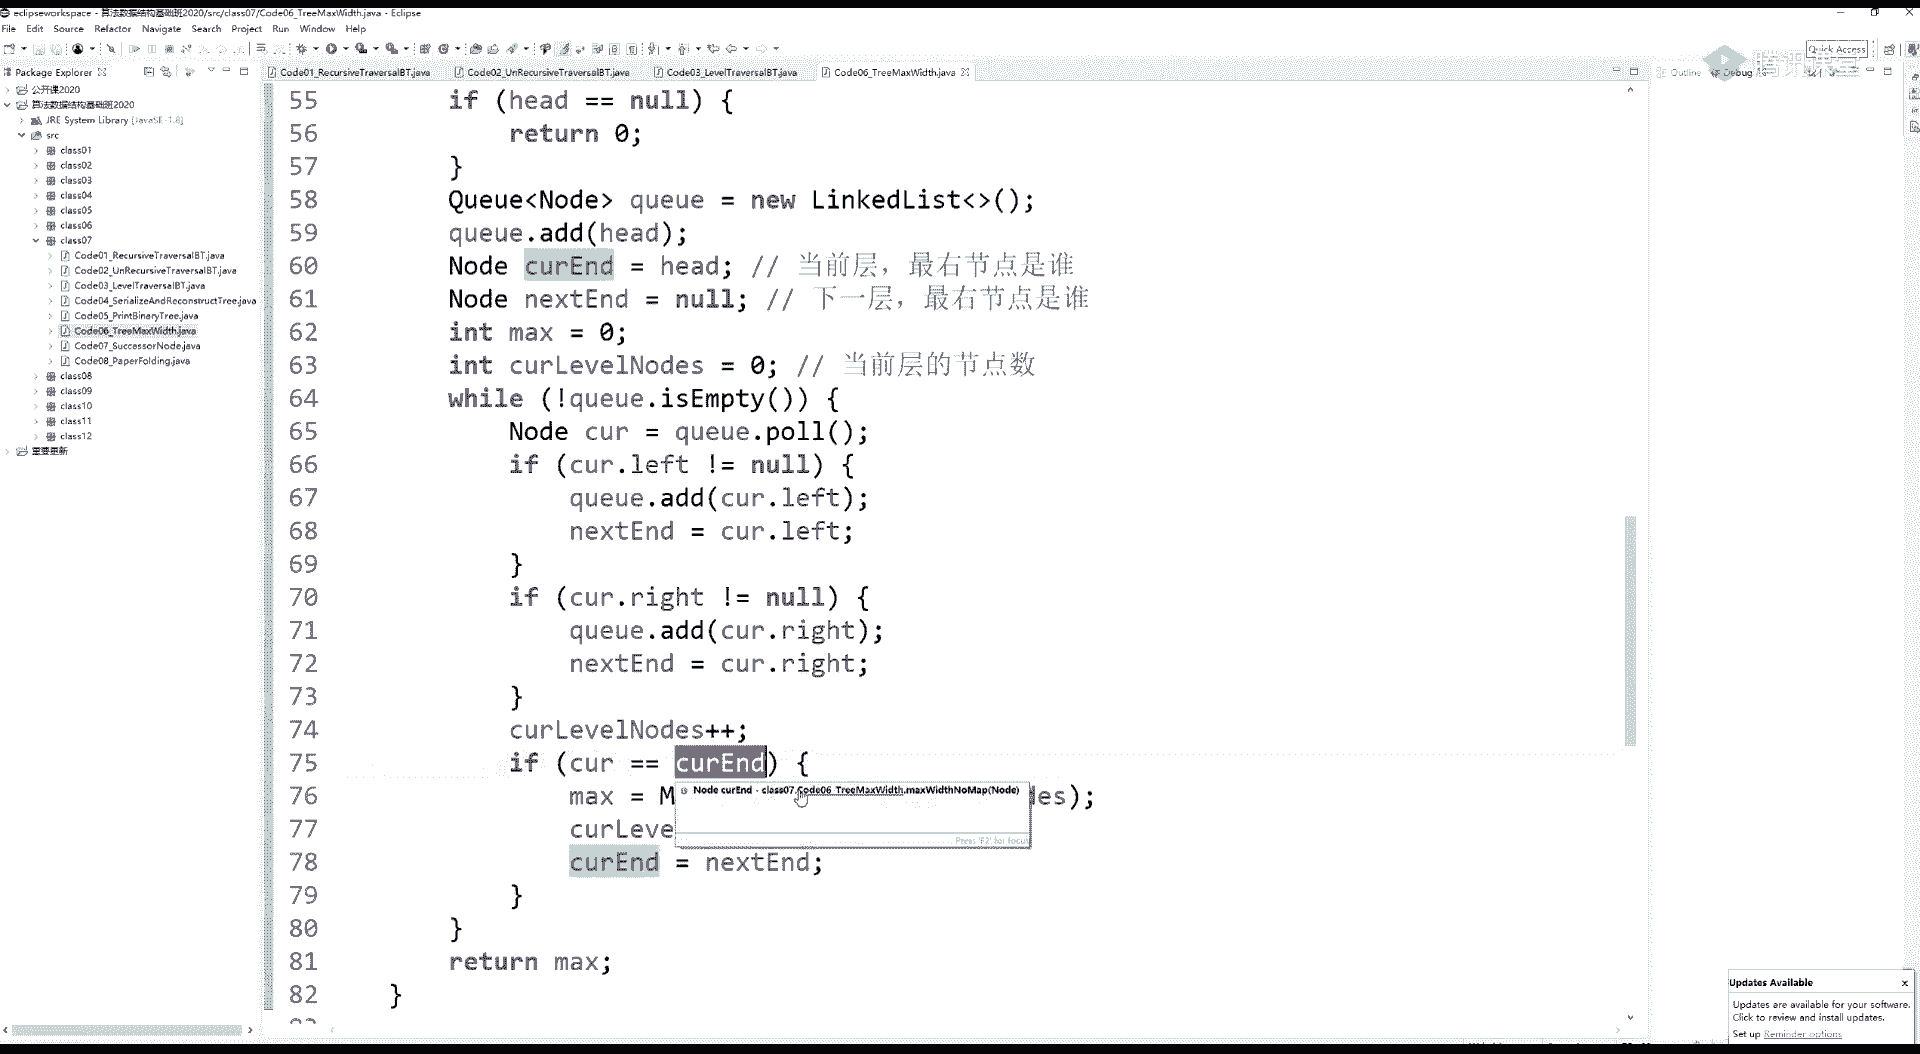 eclipseworkspace - 算法数据结构基础班2020/src/class07/Code06_TreeMaxWidth.java - Eclipse
File Edit Source Refactor Navigate Search Project Run Window Help
Quick Access
Package Explorer
Code01_RecursiveTraversalBT.java
Code02_UnRecursiveTraversalBT.java
Code03_LevelTraversalBT.java
Code06_TreeMaxWidth.java
Outline
Debug
公开课2020
算法数据结构基础班2020
JRE System Library [JavaSE-1.8]
src
class01
class02
class03
class04
class05
class06
class07
Code01_RecursiveTraversalBT.java
Code02_UnRecursiveTraversalBT.java
Code03_LevelTraversalBT.java
Code04_SerializeAndReconstructTree.java
Code05_PrintBinaryTree.java
Code06_TreeMaxWidth.java
Code07_SuccessorNode.java
Code08_PaperFolding.java
class08
class09
class10
class11
class12
重要更新
55 if (head == null) {
56 return 0;
57 }
58 Queue<Node> queue = new LinkedList<>();
59 queue.add(head);
60 Node curEnd = head; // 当前层，最右节点是谁
61 Node nextEnd = null; // 下一层，最右节点是谁
62 int max = 0;
63 int curLevelNodes = 0; // 当前层的节点数
64 while (!queue.isEmpty()) {
65 Node cur = queue.poll();
66 if (cur.left != null) {
67 queue.add(cur.left);
68 nextEnd = cur.left;
69 }
70 if (cur.right != null) {
71 queue.add(cur.right);
72 nextEnd = cur.right;
73 }
74 curLevelNodes++;
75 if (cur == curEnd) {
76 max = M
es);
77 curLeve
78 curEnd = nextEnd;
79 }
80 }
81 return max;
82 }
Node curEnd - class07.Code06_TreeMaxWidth.maxWidthNoMap(Node)
Press 'F2' for focus
Updates Available
Updates are available for your software.
Click to review and install updates.
Set up Reminder options